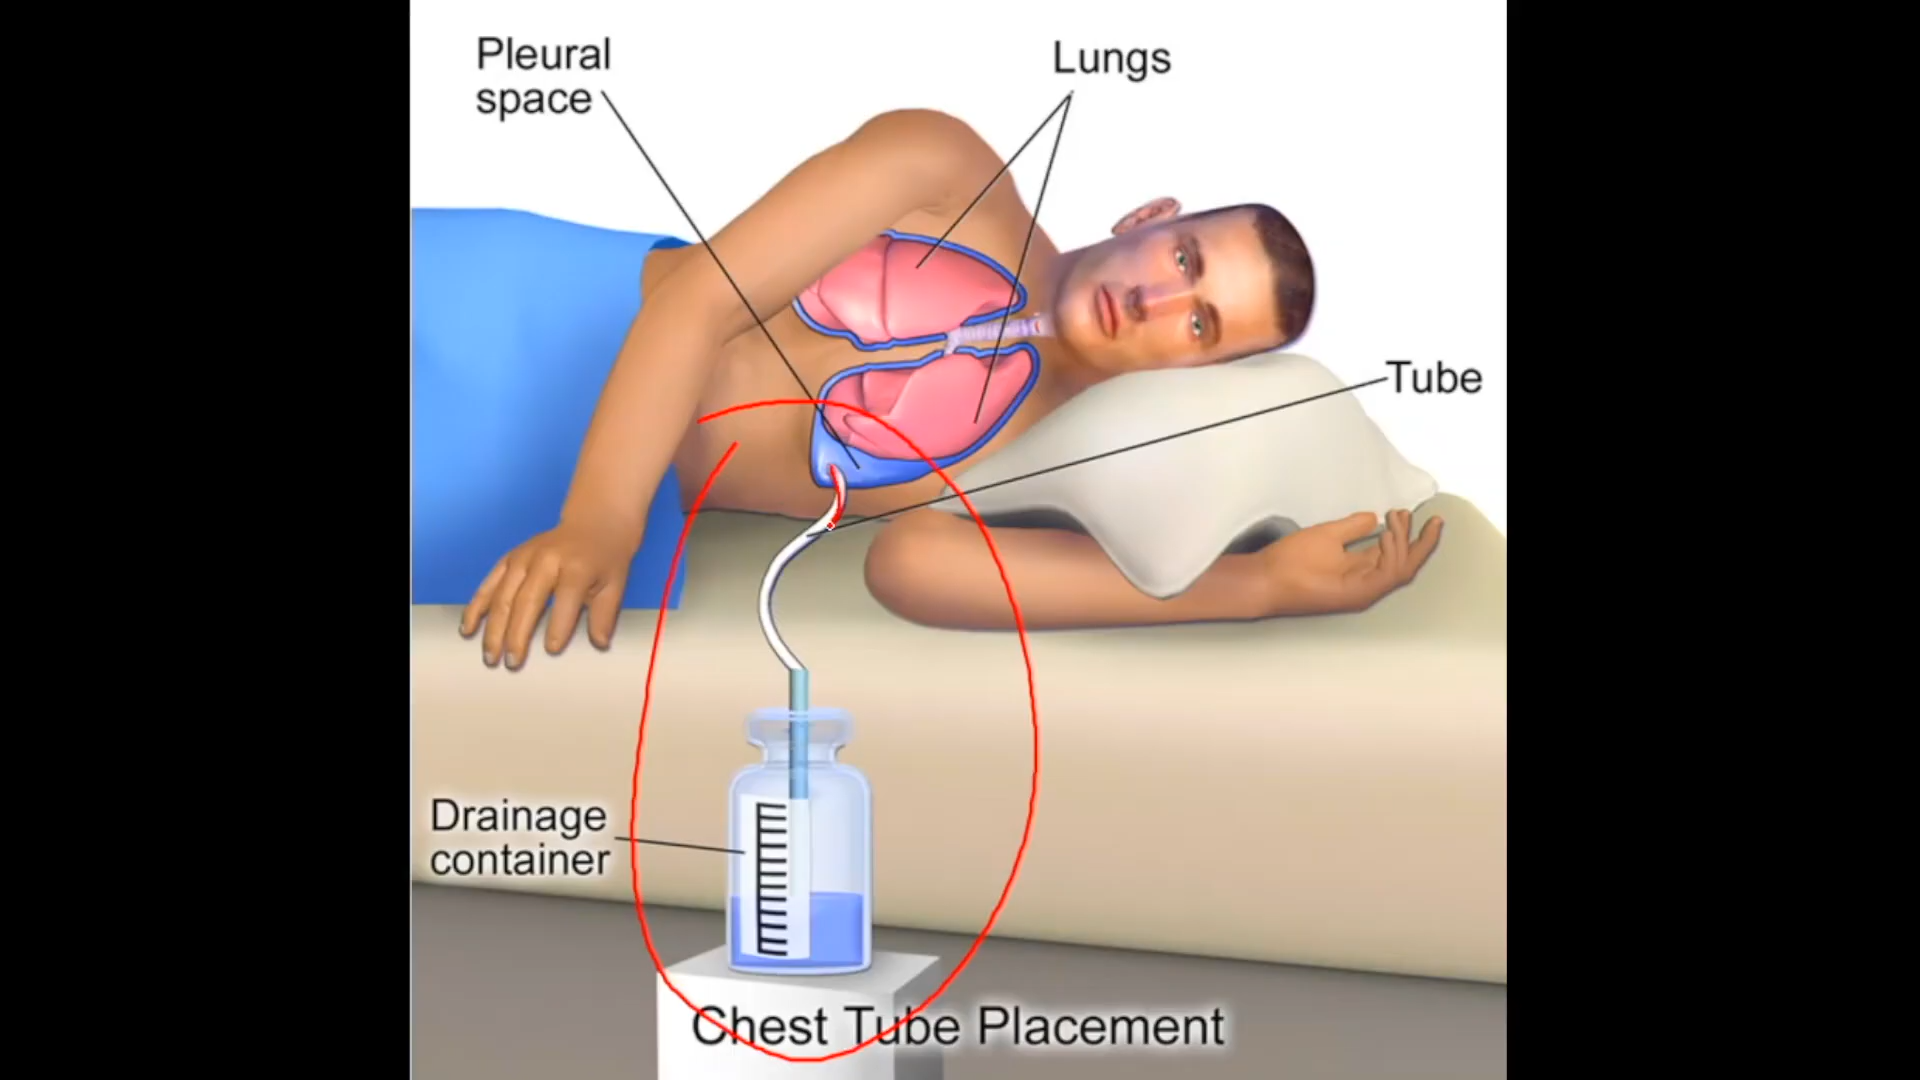 Pleural
space
Lungs
Tube
Drainage
container
Chest Tube Placement